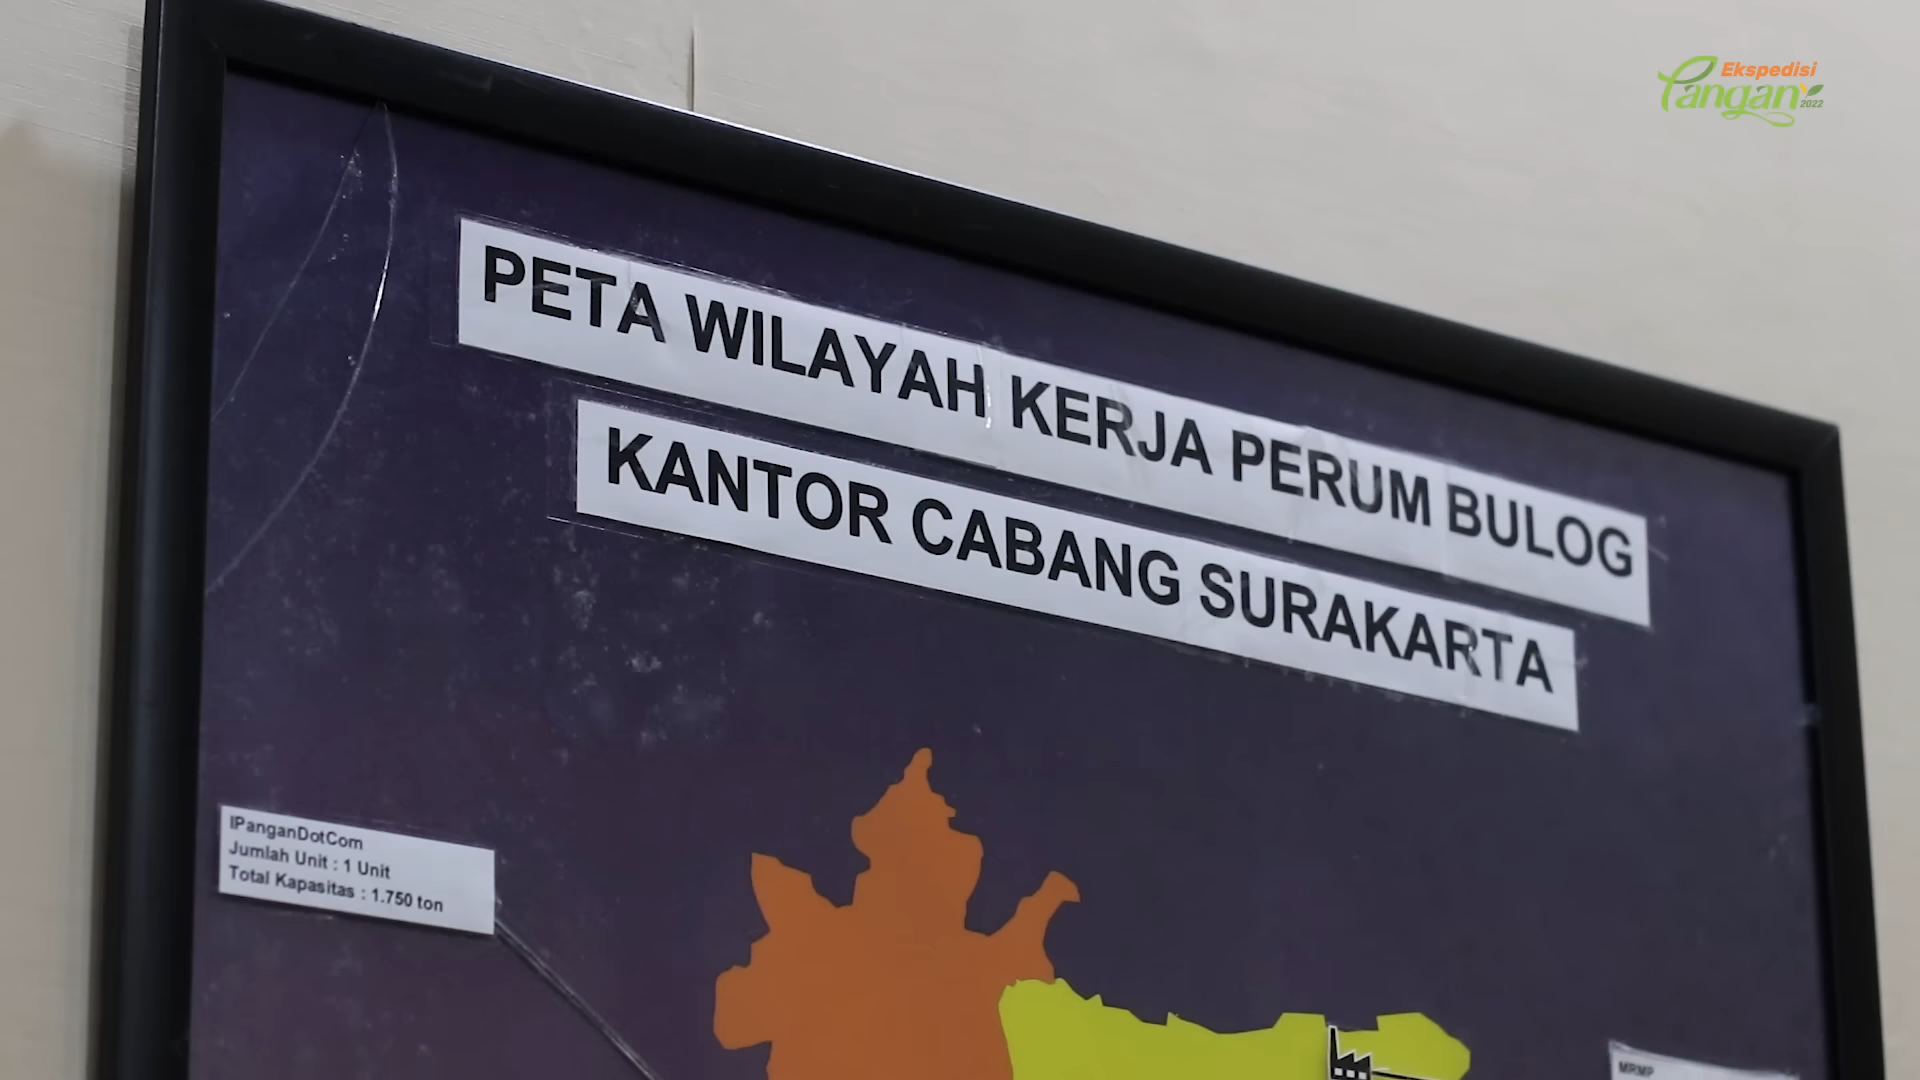 Ekspedisi
Pangan
2022
PETA WILAYAH KERJA PERUM BULOG
KANTOR CABANG SURAKARTA
IPanganDotCom
Jumlah Unit : 1 Unit
Total Kapasitas : 1.750 ton
MRMP